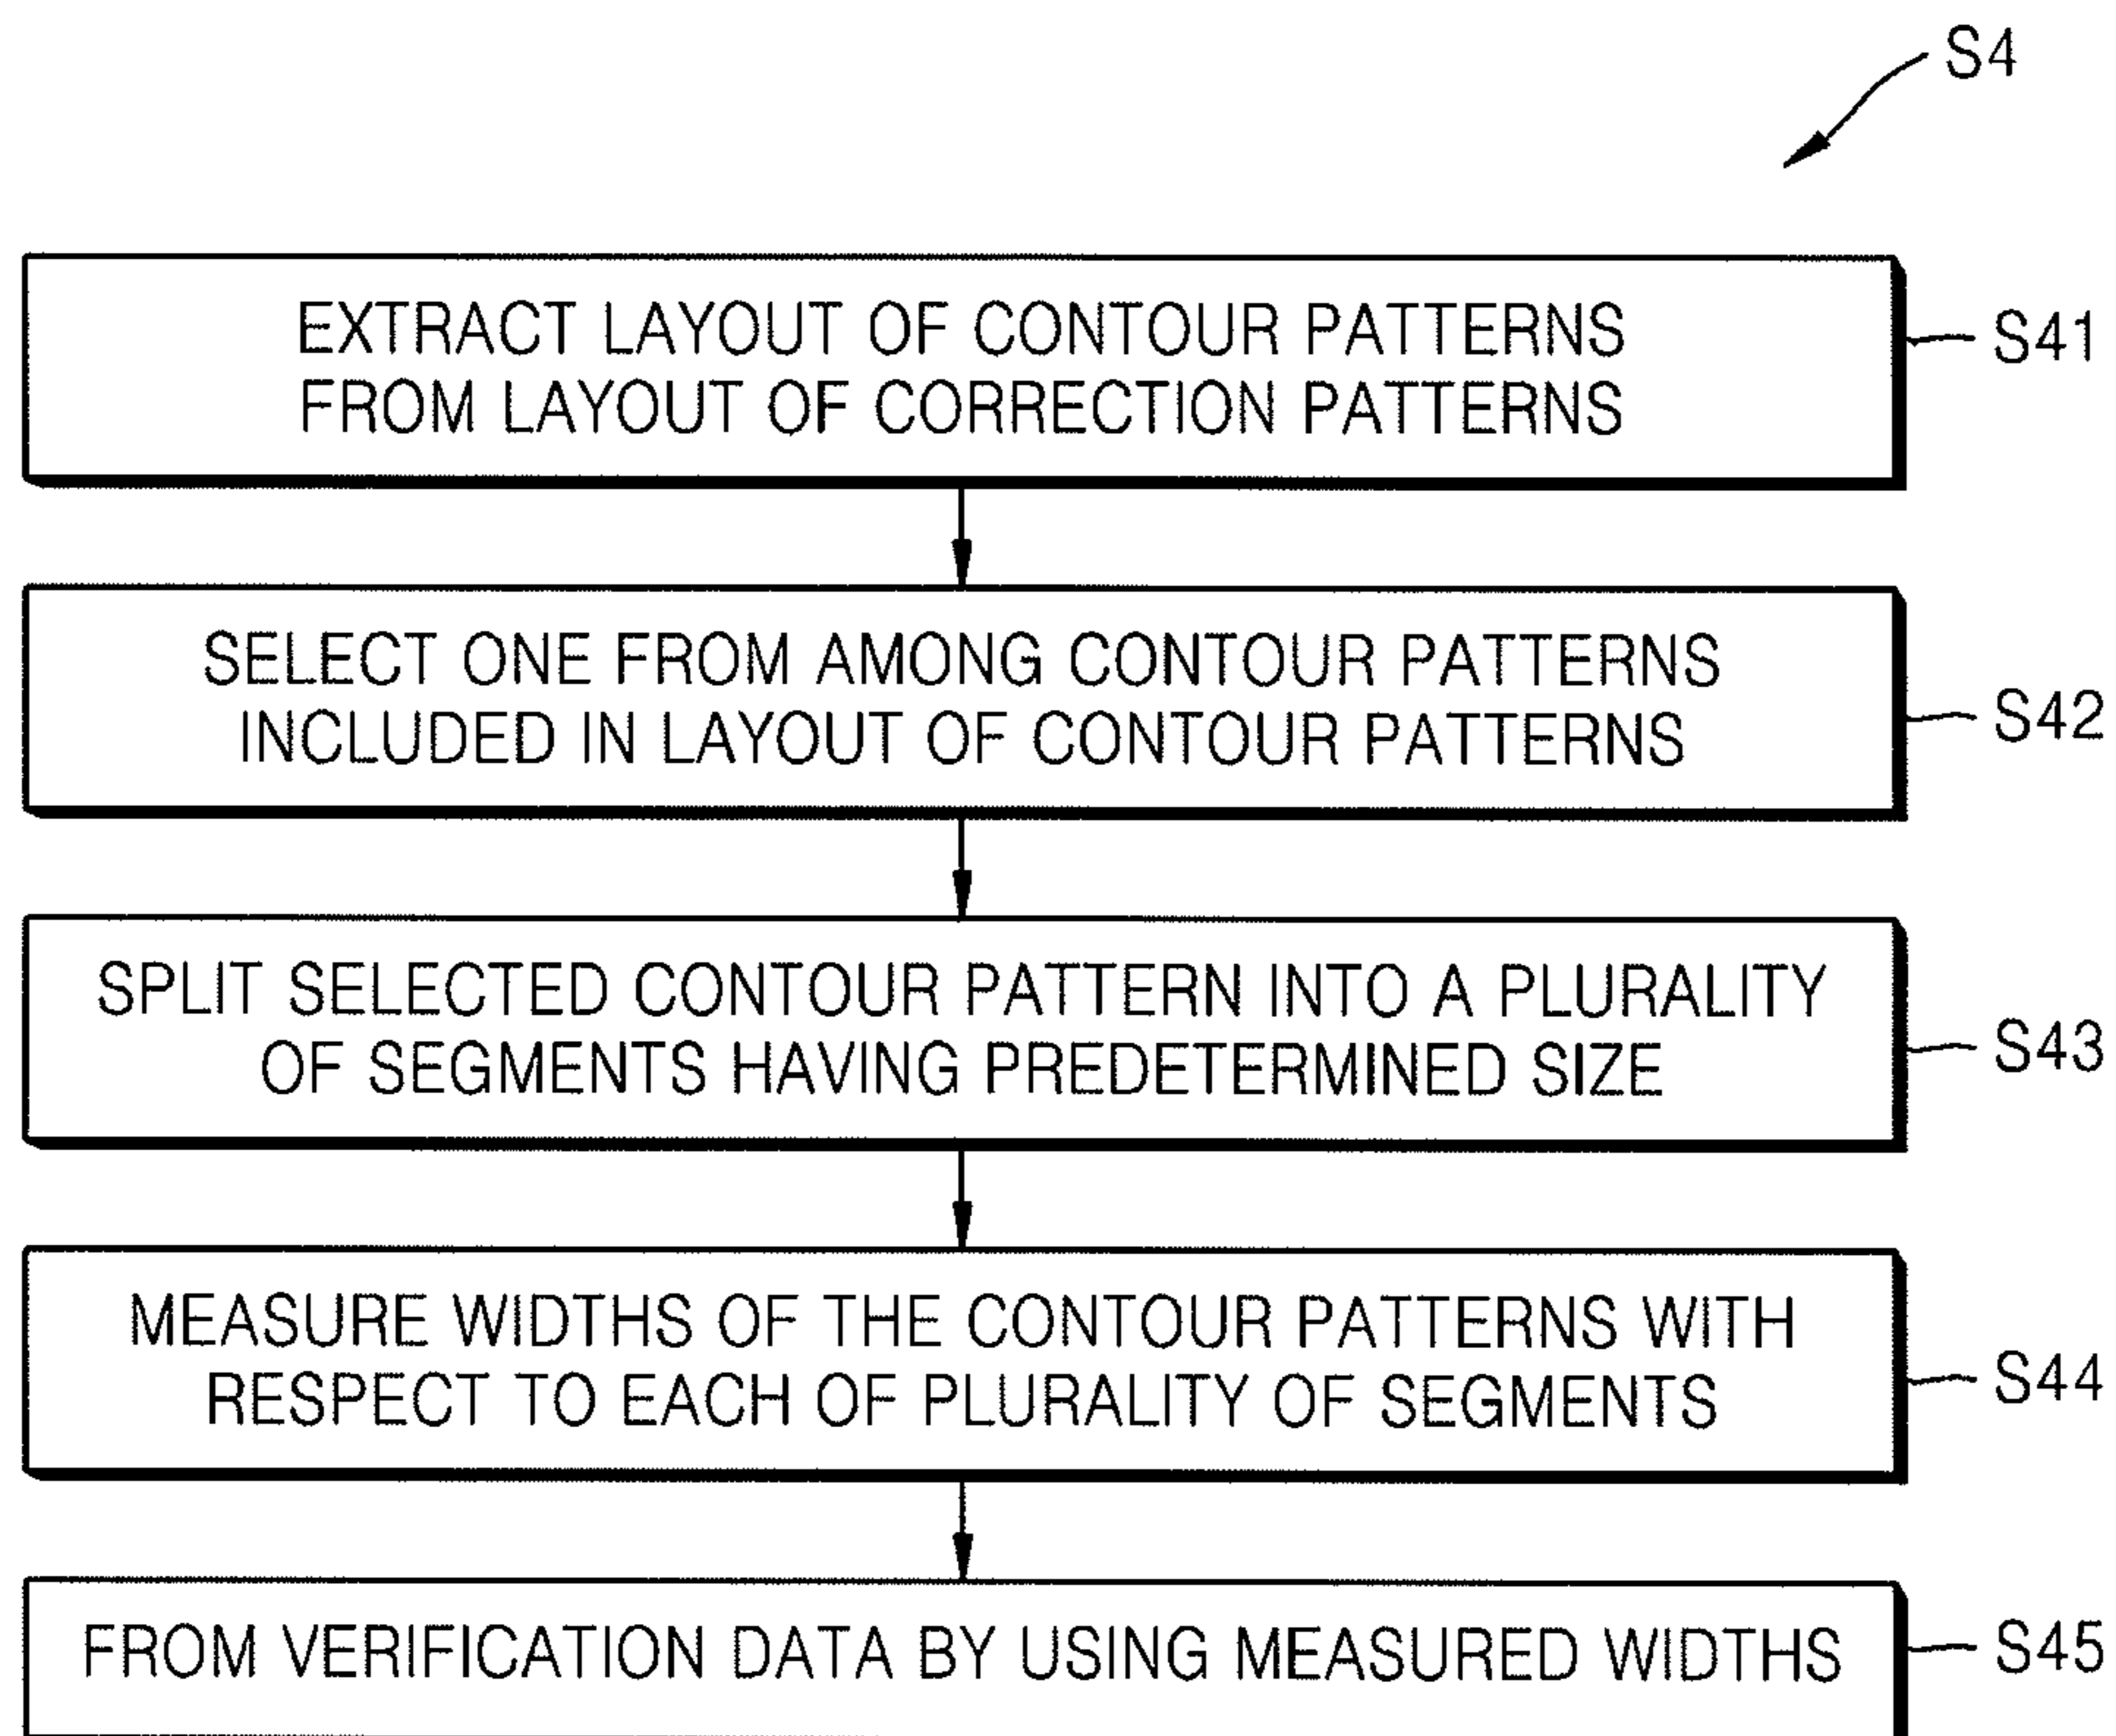 S4
EXTRACT LAYOUT OF CONTOUR PATTERNS
FROM LAYOUT OF CORRECTION PATTERNS
S41
SELECT ONE FROM AMONG CONTOUR PATTERNS
INCLUDED IN LAYOUT OF CONTOUR PATTERNS
S42
SPLIT SELECTED CONTOUR PATTERN INTO A PLURALITY
OF SEGMENTS HAVING PREDETERMINED SIZE
S43
MEASURE WIDTHS OF THE CONTOUR PATTERNS WITH
RESPECT TO EACH OF PLURALITY OF SEGMENTS
S44
FROM VERIFICATION DATA BY USING MEASURED WIDTHS
S45